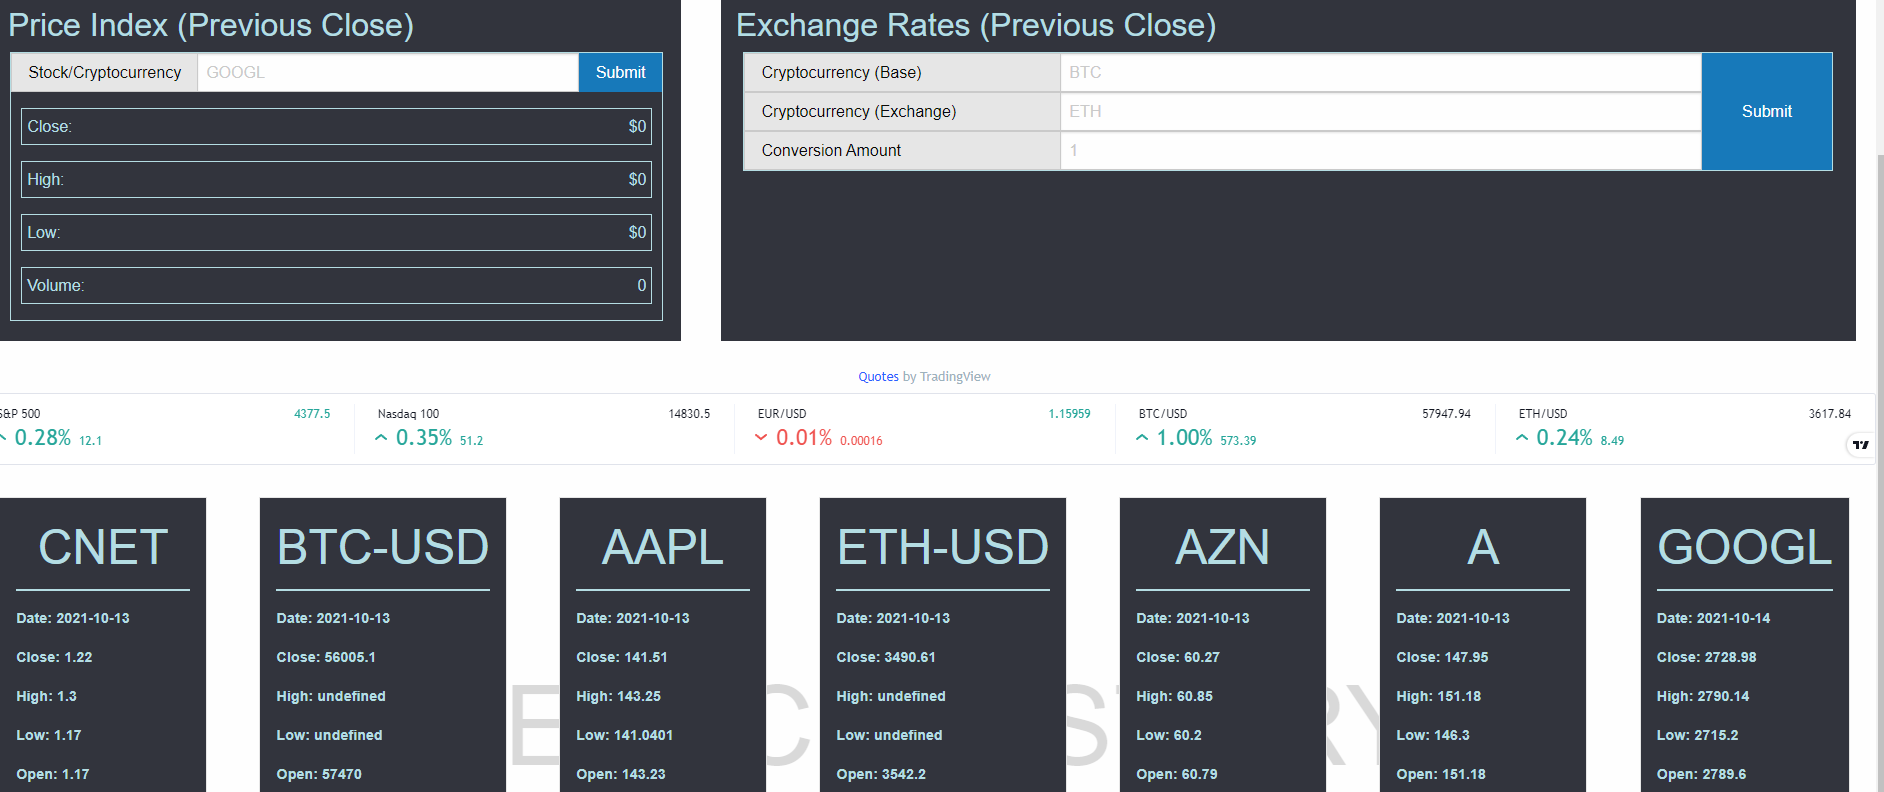 Price Index (Previous Close)
Stock/Cryptocurrency GOOGL Submit
Close: $0
High: $0
Low: $0
Volume: 0
Exchange Rates (Previous Close)
Cryptocurrency (Base) BTC
Cryptocurrency (Exchange) ETH
Conversion Amount 1
Submit
Quotes by TradingView
S&P 500 4377.5
0.28% 12.1
Nasdaq 100 14830.5
0.35% 51.2
EUR/USD 1.15959
0.01% 0.00016
BTC/USD 57947.94
1.00% 573.39
ETH/USD 3617.84
0.24% 8.49
CNET
Date: 2021-10-13
Close: 1.22
High: 1.3
Low: 1.17
Open: 1.17
BTC-USD
Date: 2021-10-13
Close: 56005.1
High: undefined
Low: undefined
Open: 57470
AAPL
Date: 2021-10-13
Close: 141.51
High: 143.25
Low: 141.0401
Open: 143.23
ETH-USD
Date: 2021-10-13
Close: 3490.61
High: undefined
Low: undefined
Open: 3542.2
AZN
Date: 2021-10-13
Close: 60.27
High: 60.85
Low: 60.2
Open: 60.79
A
Date: 2021-10-13
Close: 147.95
High: 151.18
Low: 146.3
Open: 151.18
GOOGL
Date: 2021-10-14
Close: 2728.98
High: 2790.14
Low: 2715.2
Open: 2789.6